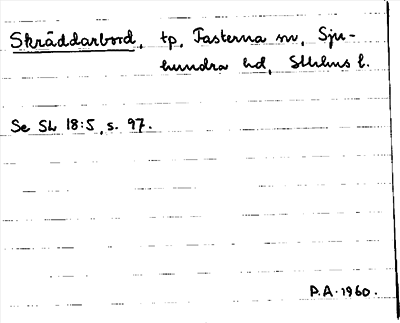 Skräddarbord, tp, Fasterna sn, Sju-
hundra hd, Sthlms l.
Se Sk 18:5, s. 97.
P.A. 1960.